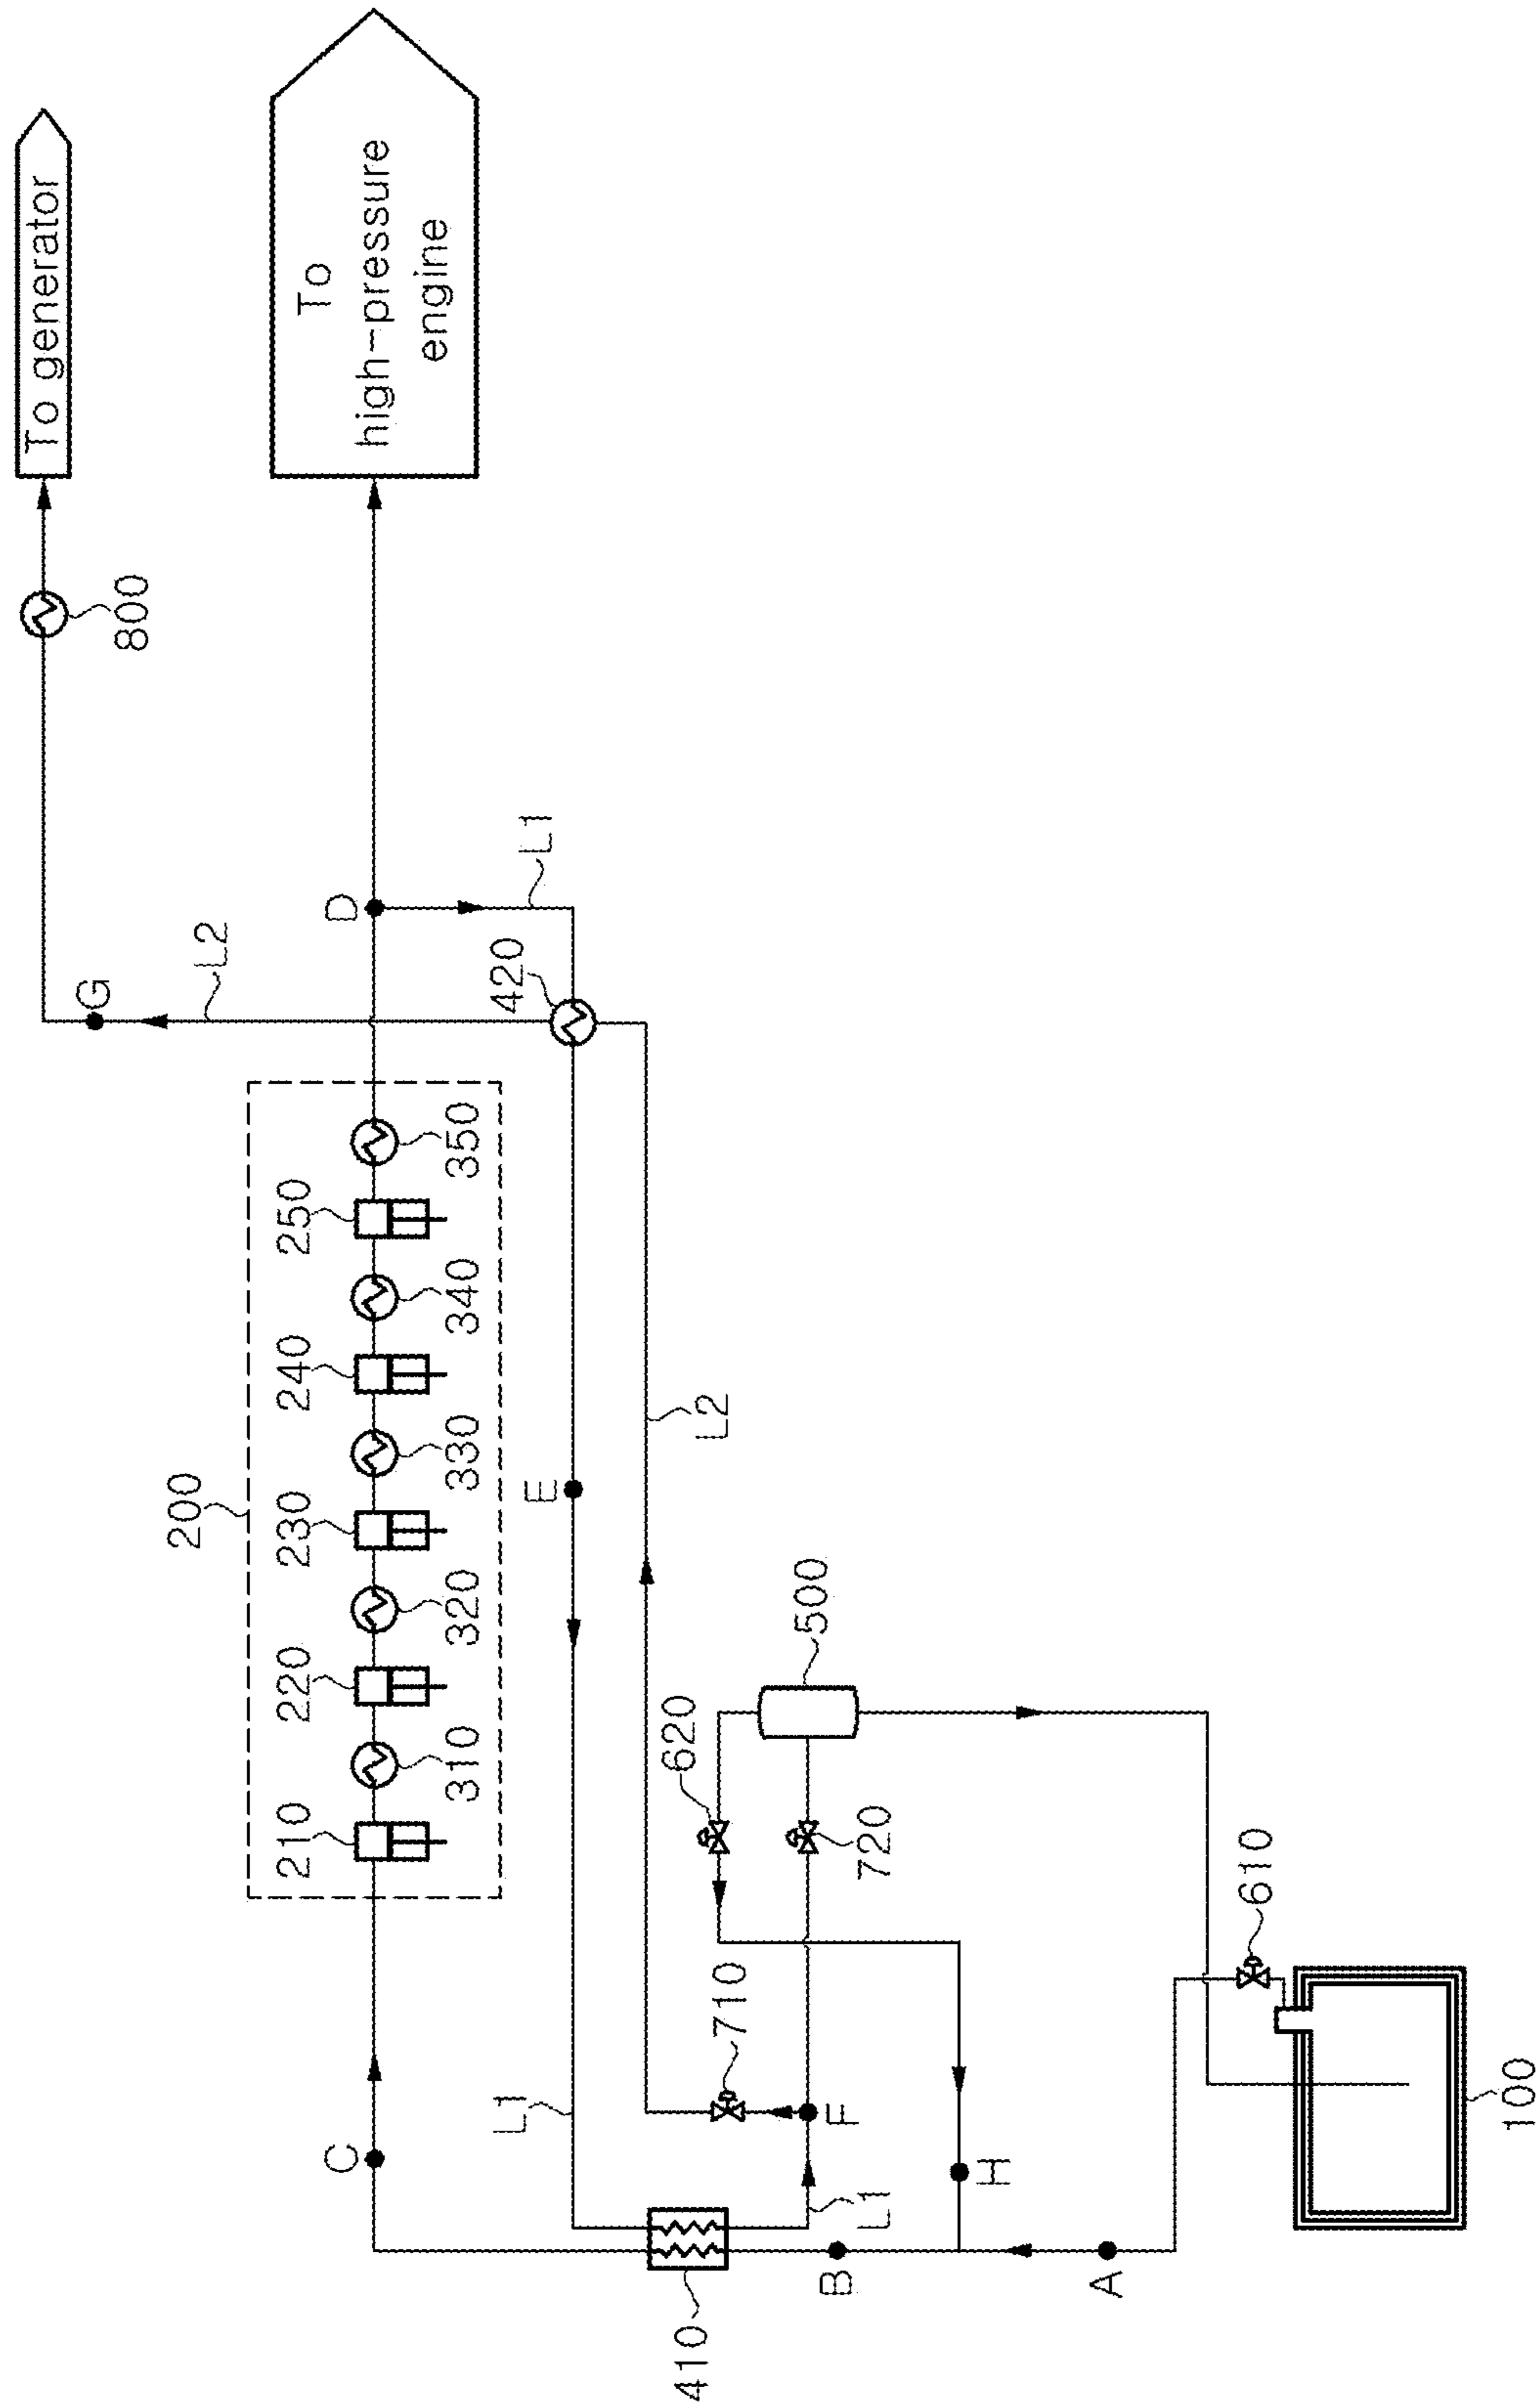 To generator
To
high-pressure
engine
800
D
L1
G
L2
420
200
210
310
220
320
230
330
240
340
250
350
E
L2
500
620
720
710
610
L1
C
F
L1
H
410
B
A
100